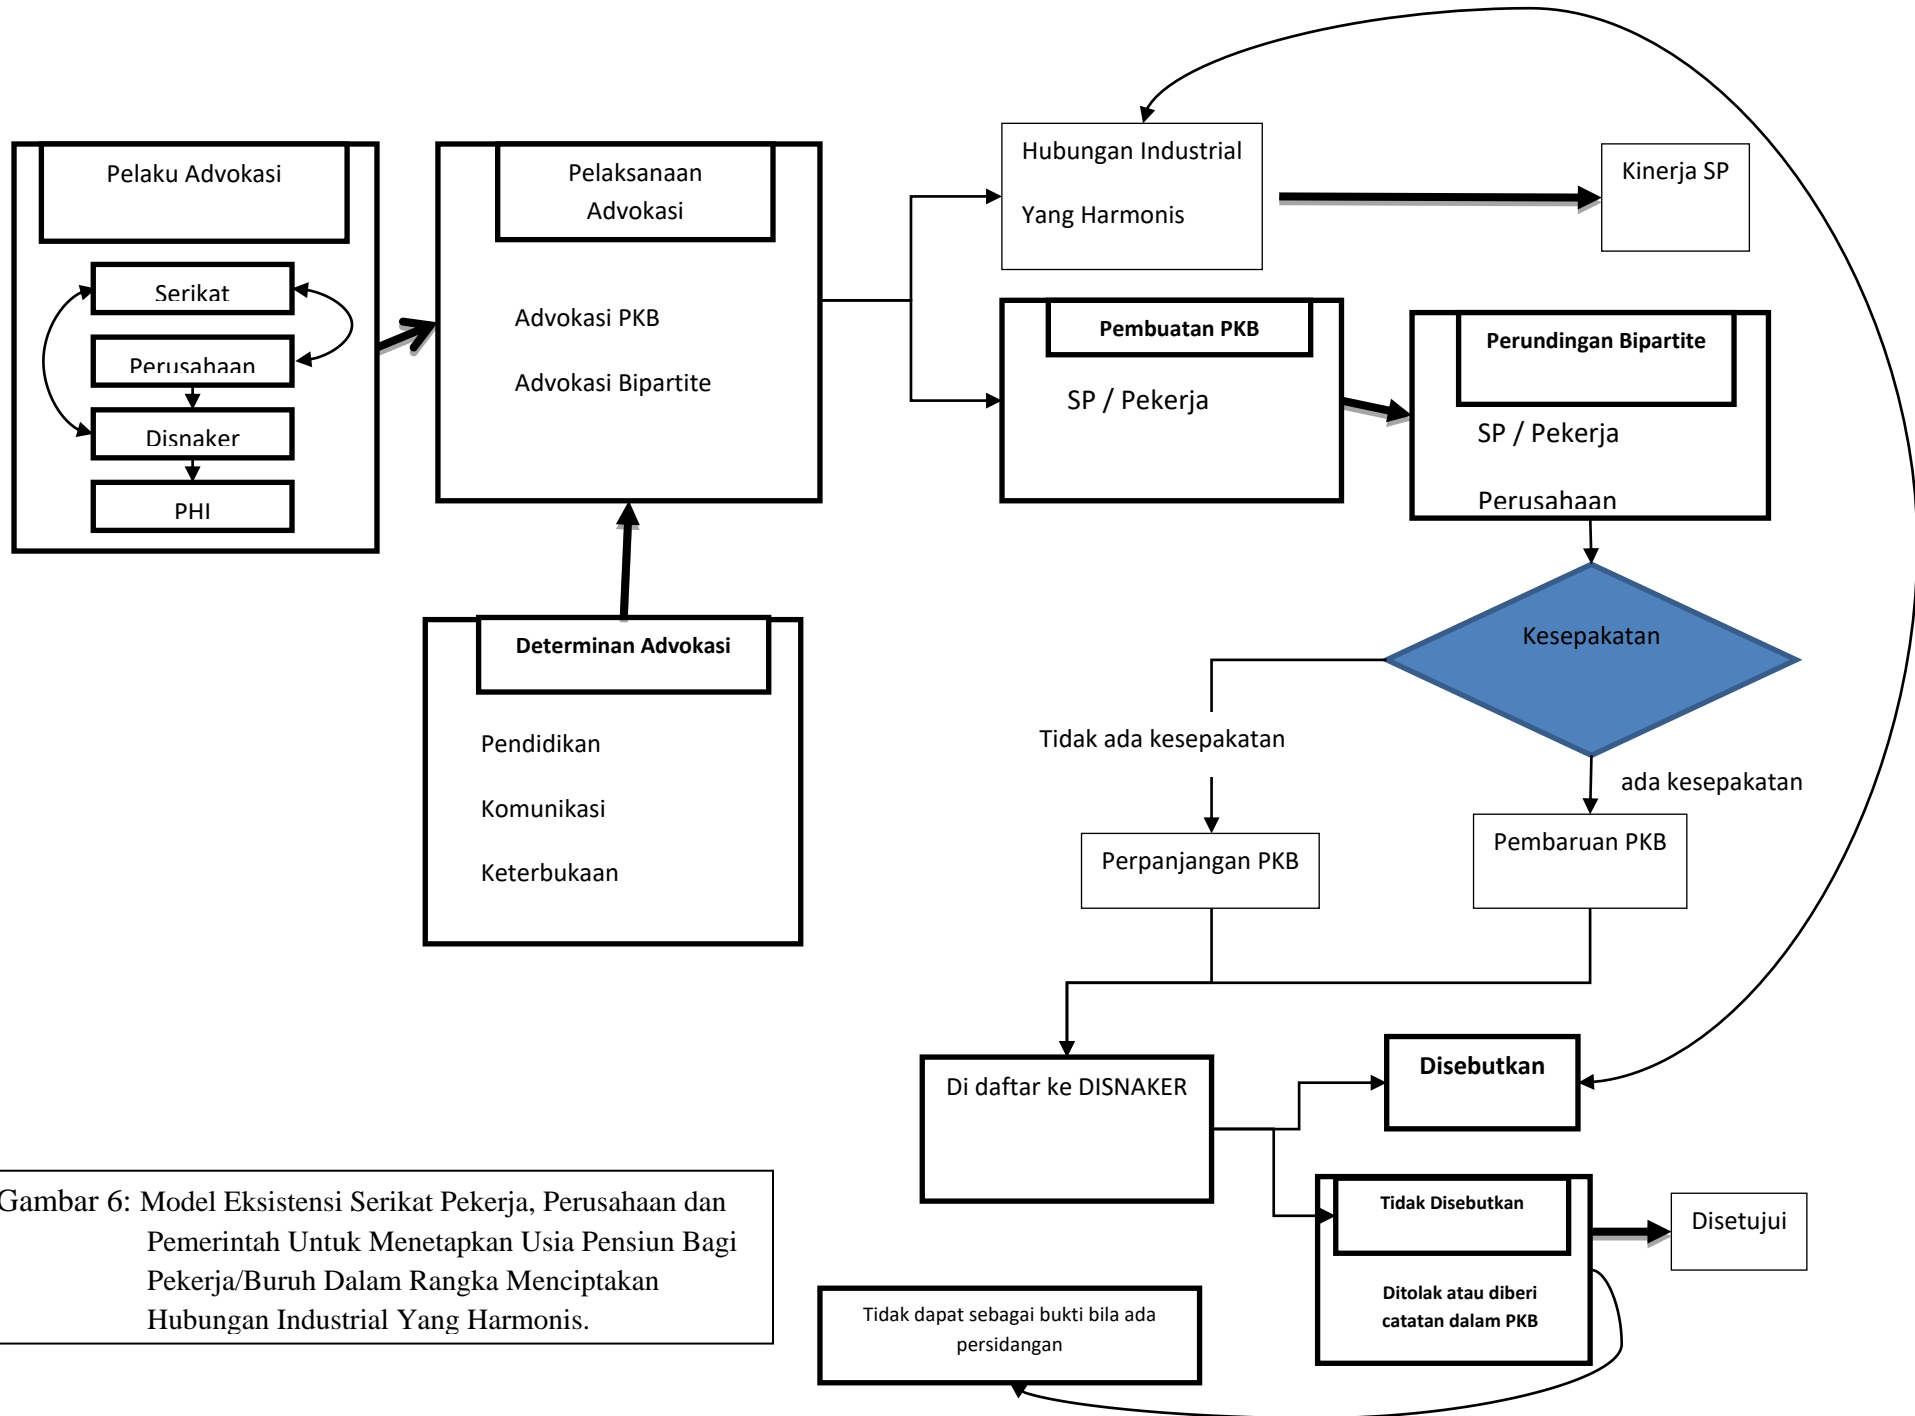 Pelaku Advokasi
Serikat
Perusahaan
Disnaker
PHI
Pelaksanaan
Advokasi
Advokasi PKB
Advokasi Bipartite
Determinan Advokasi
Pendidikan
Komunikasi
Keterbukaan
Hubungan Industrial
Yang Harmonis
Kinerja SP
Pembuatan PKB
SP / Pekerja
Perundingan Bipartite
SP / Pekerja
Perusahaan
Kesepakatan
Tidak ada kesepakatan
ada kesepakatan
Perpanjangan PKB
Pembaruan PKB
Di daftar ke DISNAKER
Disebutkan
Tidak Disebutkan
Ditolak atau diberi
catatan dalam PKB
Disetujui
Tidak dapat sebagai bukti bila ada
persidangan
Gambar 6: Model Eksistensi Serikat Pekerja, Perusahaan dan
Pemerintah Untuk Menetapkan Usia Pensiun Bagi
Pekerja/Buruh Dalam Rangka Menciptakan
Hubungan Industrial Yang Harmonis.